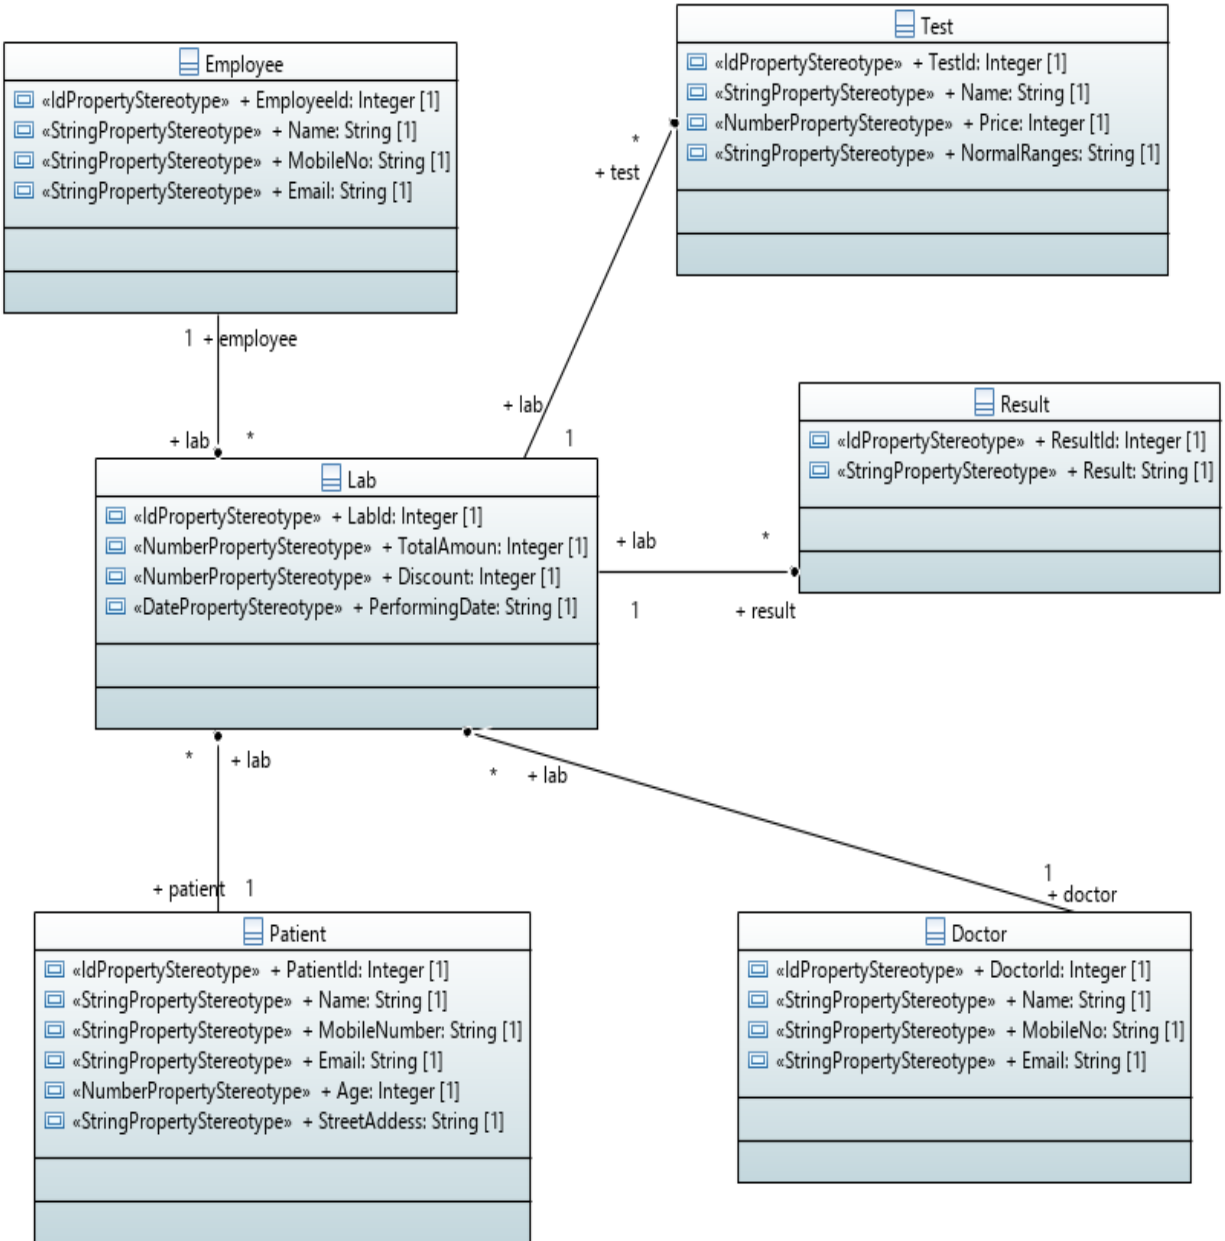 Employee
«IdPropertyStereotype» + EmployeeId: Integer [1]
«StringPropertyStereotype» + Name: String [1]
«StringPropertyStereotype» + MobileNo: String [1]
«StringPropertyStereotype» + Email: String [1]
Test
«IdPropertyStereotype» + TestId: Integer [1]
«StringPropertyStereotype» + Name: String [1]
«NumberPropertyStereotype» + Price: Integer [1]
«StringPropertyStereotype» + NormalRanges: String [1]
*
+ test
1 + employee
+ lab *
+ lab
1
Result
«IdPropertyStereotype» + ResultId: Integer [1]
«StringPropertyStereotype» + Result: String [1]
Lab
«IdPropertyStereotype» + LabId: Integer [1]
«NumberPropertyStereotype» + TotalAmoun: Integer [1]
«NumberPropertyStereotype» + Discount: Integer [1]
«DatePropertyStereotype» + PerformingDate: String [1]
+ lab *
1 + result
* + lab
* + lab
+ patient 1
1
+ doctor
Patient
«IdPropertyStereotype» + PatientId: Integer [1]
«StringPropertyStereotype» + Name: String [1]
«StringPropertyStereotype» + MobileNumber: String [1]
«StringPropertyStereotype» + Email: String [1]
«NumberPropertyStereotype» + Age: Integer [1]
«StringPropertyStereotype» + StreetAddess: String [1]
Doctor
«IdPropertyStereotype» + DoctorId: Integer [1]
«StringPropertyStereotype» + Name: String [1]
«StringPropertyStereotype» + MobileNo: String [1]
«StringPropertyStereotype» + Email: String [1]